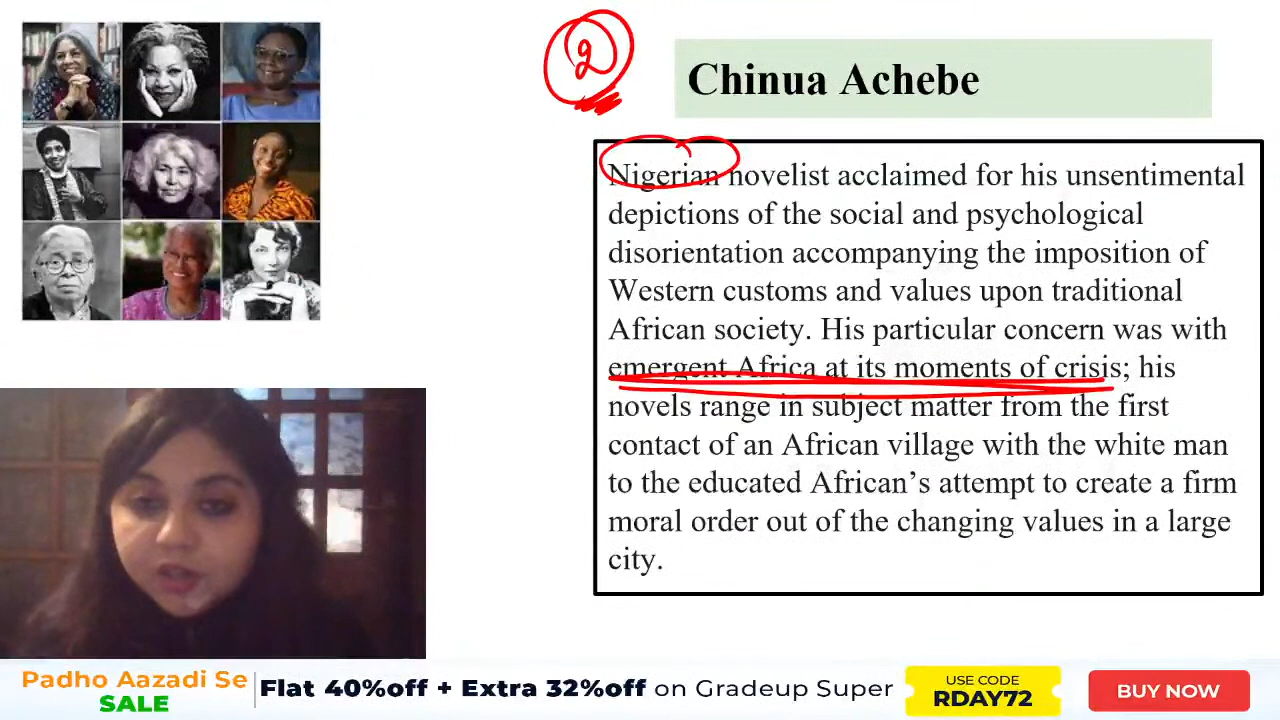 2
Chinua Achebe
Nigerian novelist acclaimed for his unsentimental
depictions of the social and psychological
disorientation accompanying the imposition of
Western customs and values upon traditional
African society. His particular concern was with
emergent Africa at its moments of crisis; his
novels range in subject matter from the first
contact of an African village with the white man
to the educated African’s attempt to create a firm
moral order out of the changing values in a large
city.
Padho Aazadi Se
SALE
Flat 40%off + Extra 32%off on Gradeup Super
USE CODE
RDAY72
BUY NOW